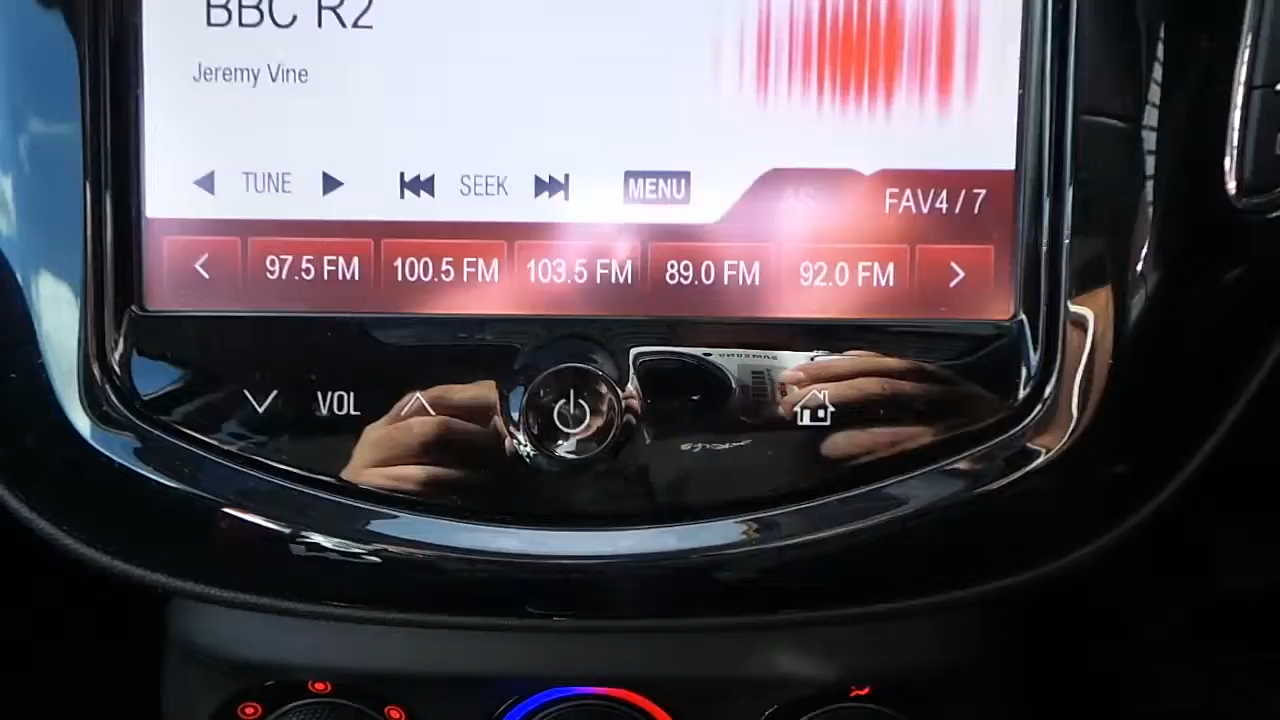 BBC R2
Jeremy Vine
TUNE SEEK MENU AS FAV4 / 7
97.5 FM 100.5 FM 103.5 FM 89.0 FM 92.0 FM
VOL